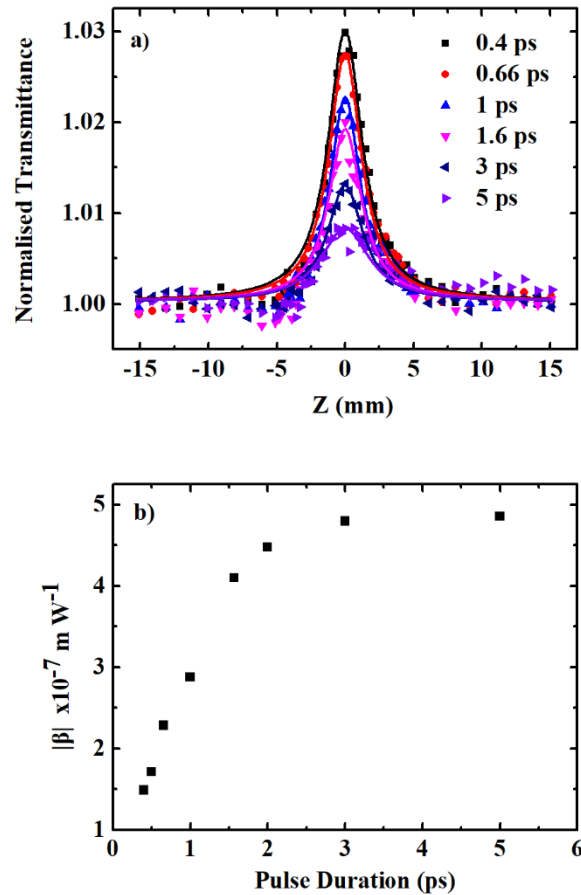 a)
0.4 ps
0.66 ps
1 ps
1.6 ps
3 ps
5 ps
Normalised Transmittance
1.03
1.02
1.01
1.00
-15 -10 -5 0 5 10 15
Z (mm)
b)
|β| x10⁻⁷ m W⁻¹
5
4
3
2
1
0 1 2 3 4 5 6
Pulse Duration (ps)